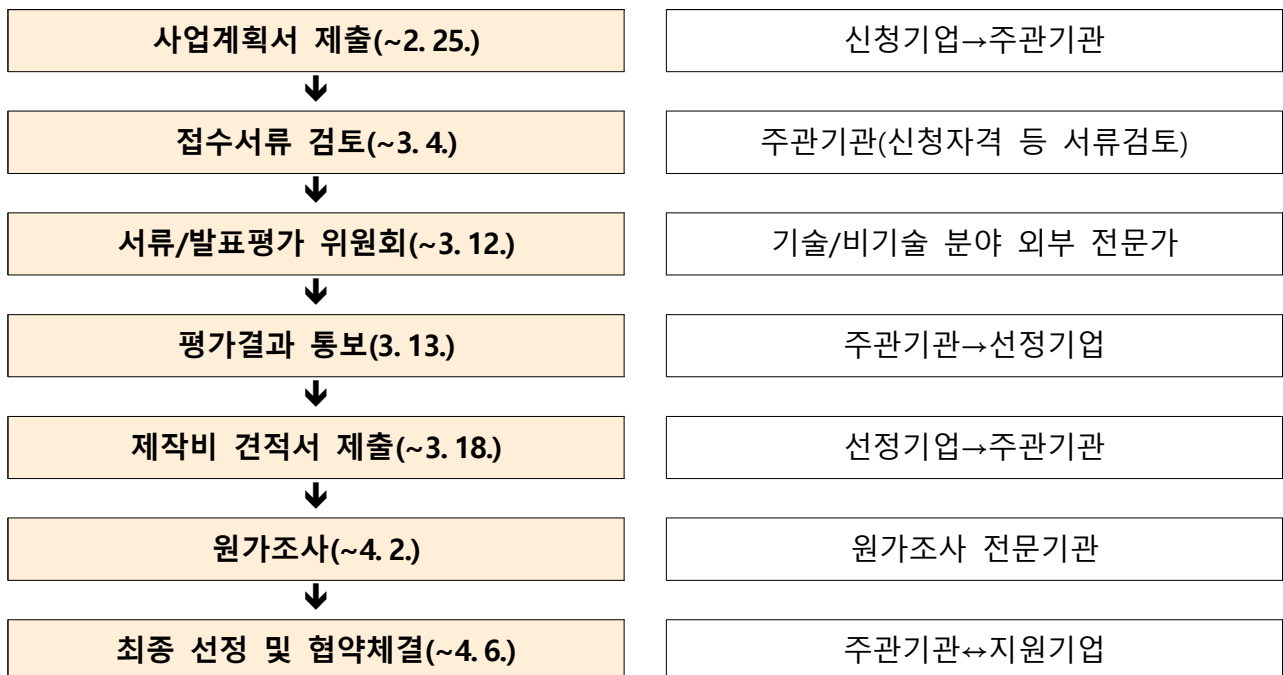 사업계획서 제출(~2. 25.)
신청기업→주관기관
접수서류 검토(~3. 4.)
주관기관(신청자격 등 서류검토)
서류/발표평가 위원회(~3. 12.)
기술/비기술 분야 외부 전문가
평가결과 통보(3. 13.)
주관기관→선정기업
제작비 견적서 제출(~3. 18.)
선정기업→주관기관
원가조사(~4. 2.)
원가조사 전문기관
최종 선정 및 협약체결(~4. 6.)
주관기관↔지원기업